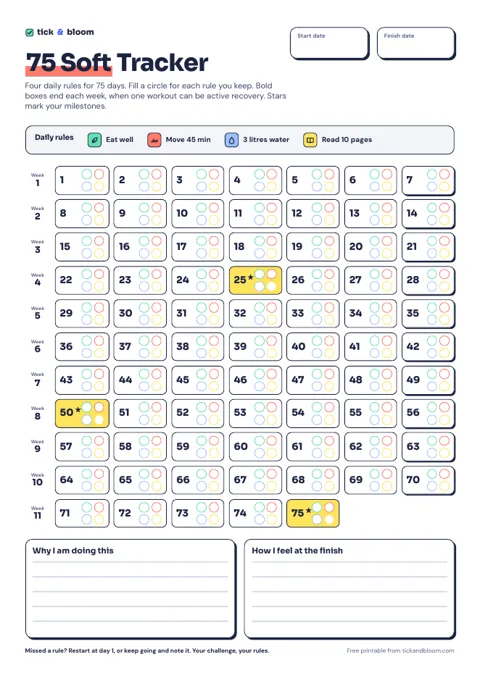 tick & bloom
Start date
Finish date
75 Soft Tracker
Four daily rules for 75 days. Fill a circle for each rule you keep. Bold
boxes end each week, when one workout can be active recovery. Stars
mark your milestones.
Daily rules
Eat well
Move 45 min
3 litres water
Read 10 pages
Week 1
1 2 3 4 5 6 7
Week 2
8 9 10 11 12 13 14
Week 3
15 16 17 18 19 20 21
Week 4
22 23 24 25★ 26 27 28
Week 5
29 30 31 32 33 34 35
Week 6
36 37 38 39 40 41 42
Week 7
43 44 45 46 47 48 49
Week 8
50★ 51 52 53 54 55 56
Week 9
57 58 59 60 61 62 63
Week 10
64 65 66 67 68 69 70
Week 11
71 72 73 74 75★
Why I am doing this
How I feel at the finish
Missed a rule? Restart at day 1, or keep going and note it. Your challenge, your rules.
Free printable from tickandbloom.com